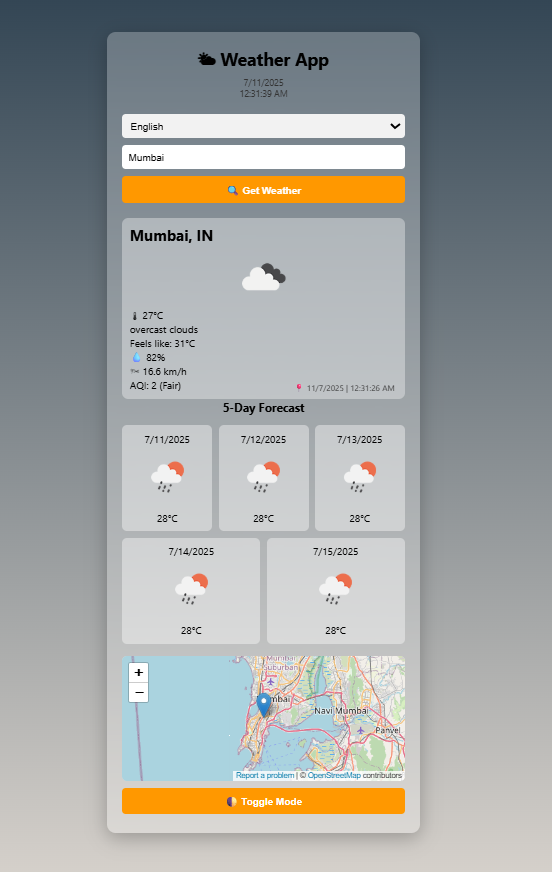 🌥 Weather App
7/11/2025
12:31:39 AM
English
Mumbai
🔍 Get Weather
Mumbai, IN
🌡 27°C
overcast clouds
Feels like: 31°C
💧 82%
16.6 km/h
AQI: 2 (Fair)
📍 11/7/2025 | 12:31:26 AM
5-Day Forecast
7/11/2025 7/12/2025 7/13/2025
28°C 28°C 28°C
7/14/2025 7/15/2025
28°C 28°C
+
−
Mumbai
Suburban
mbai
Navi Mumbai
Panvel
Report a problem | © OpenStreetMap contributors
🌓 Toggle Mode